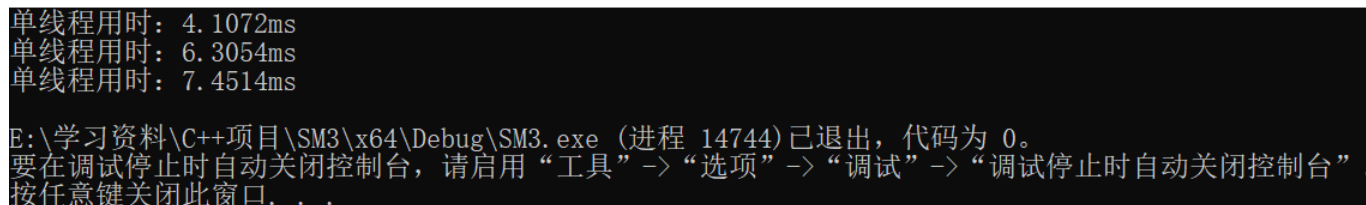 单线程用时：4.1072ms
单线程用时：6.3054ms
单线程用时：7.4514ms
E:\学习资料\C++项目\SM3\x64\Debug\SM3.exe (进程 14744)已退出，代码为 0。
要在调试停止时自动关闭控制台，请启用“工具”->“选项”->“调试”->“调试停止时自动关闭控制台”.
按任意键关闭此窗口. . .